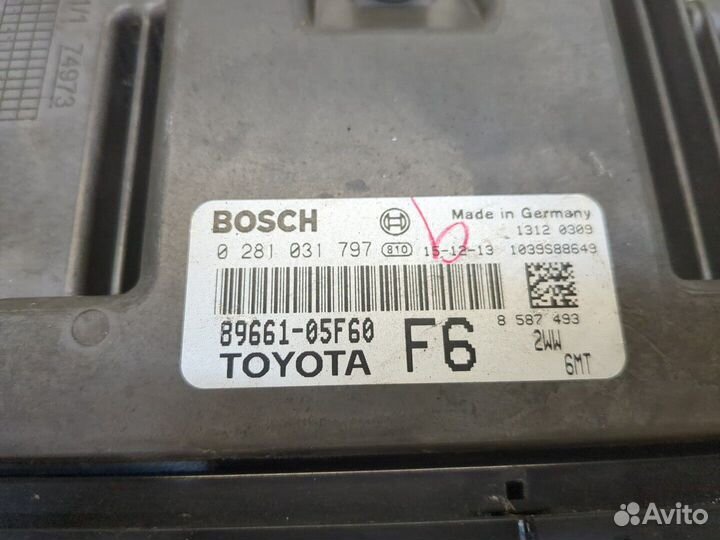 74973
BOSCH
Made in Germany
1312 0309
0 281 031 797 810 15-12-13 1039S88649
89661-05F60
F6
8 587 493
2WW
TOYOTA
6MT
Avito